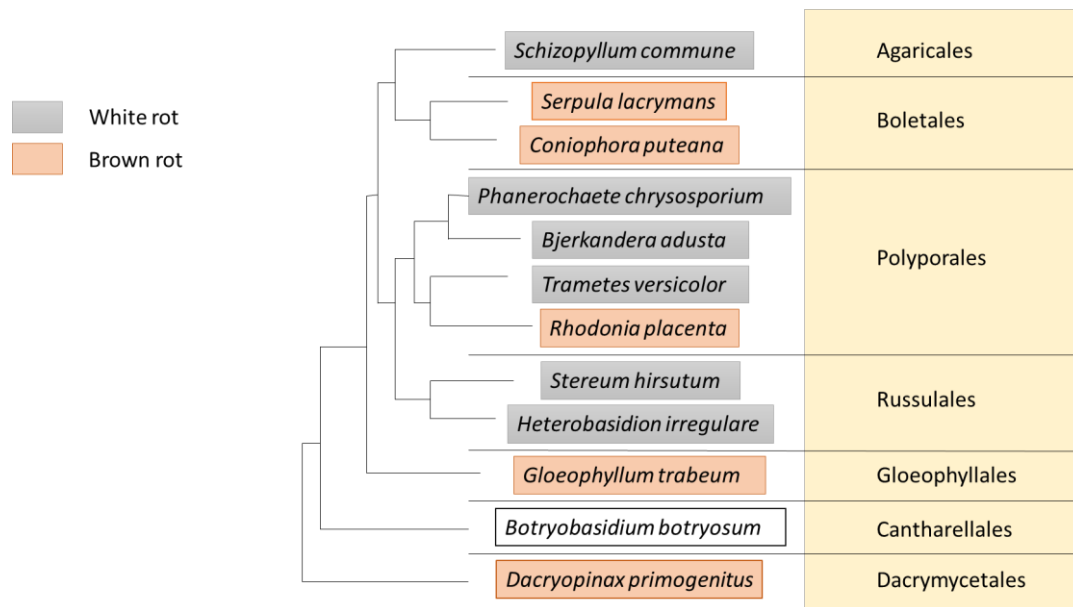 Schizopyllum commune
Agaricales
White rot
Brown rot
Serpula lacrymans
Coniophora puteana
Boletales
Phanerochaete chrysosporium
Bjerkandera adusta
Trametes versicolor
Rhodonia placenta
Polyporales
Stereum hirsutum
Heterobasidion irregulare
Russulales
Gloeophyllum trabeum
Gloeophyllales
Botryobasidium botryosum
Cantharellales
Dacryopinax primogenitus
Dacrymycetales